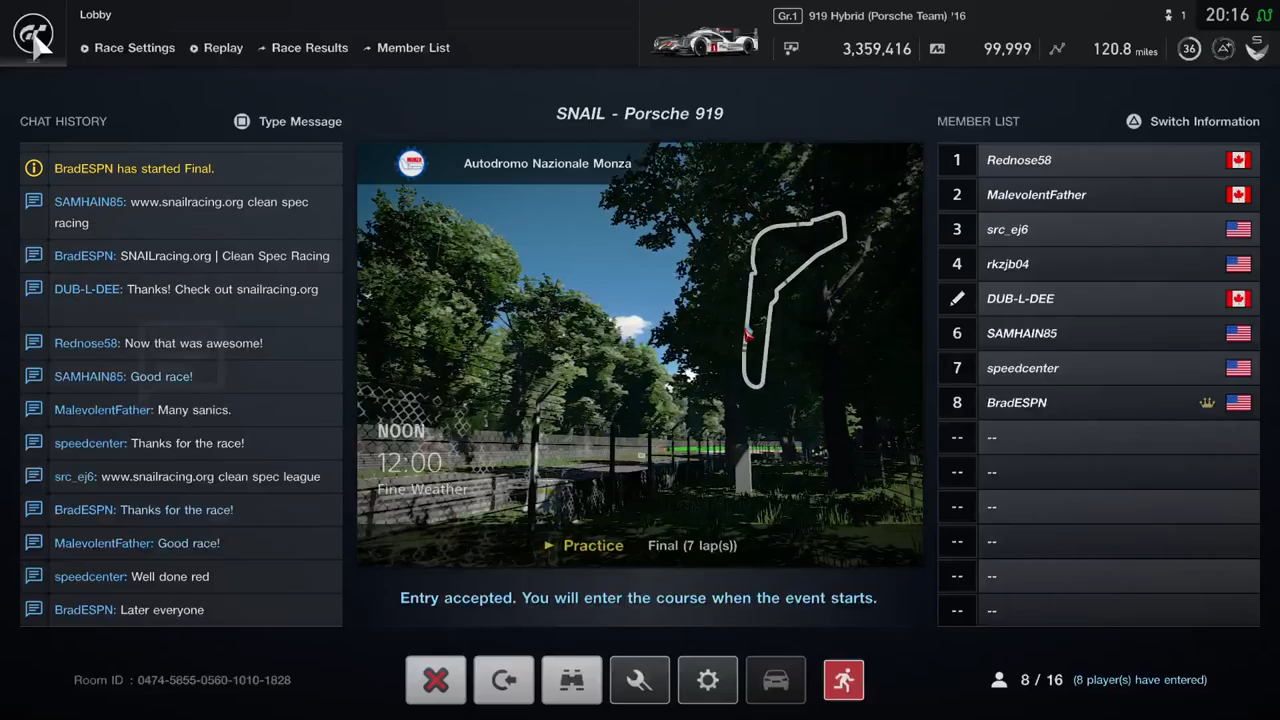 Lobby
Race Settings Replay Race Results Member List
Gr.1 919 Hybrid (Porsche Team) '16
1 20:16
3,359,416 99,999 120.8 miles 36 A+ S
CHAT HISTORY Type Message
BradESPN has started Final.
SAMHAIN85: www.snailracing.org clean spec
racing
BradESPN: SNAILracing.org | Clean Spec Racing
DUB-L-DEE: Thanks! Check out snailracing.org
Rednose58: Now that was awesome!
SAMHAIN85: Good race!
MalevolentFather: Many sanics.
speedcenter: Thanks for the race!
src_ej6: www.snailracing.org clean spec league
BradESPN: Thanks for the race!
MalevolentFather: Good race!
speedcenter: Well done red
BradESPN: Later everyone
Room ID : 0474-5855-0560-1010-1828
SNAIL - Porsche 919
Autodromo Nazionale Monza
NOON
12:00
Fine Weather
Practice Final (7 lap(s))
Entry accepted. You will enter the course when the event starts.
MEMBER LIST Switch Information
1 Rednose58
2 MalevolentFather
3 src_ej6
4 rkzjb04
DUB-L-DEE
6 SAMHAIN85
7 speedcenter
8 BradESPN
-- --
-- --
-- --
-- --
-- --
-- --
8 / 16 (8 player(s) have entered)